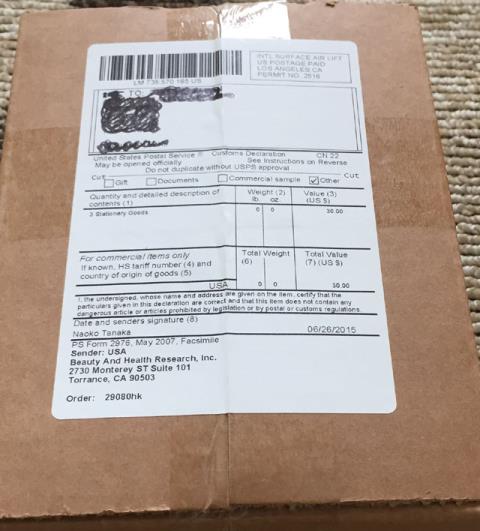 INTL SURFACE AIR LIFT
US POSTAGE PAID
LOS ANGELES CA
PERMIT NO. 2516
LM 735 570 185 US
TO:
United States Postal Service ® Customs Declaration CN 22
May be opened officially See Instructions on Reverse
Do not duplicate without USPS approval
Cut Cut
Gift Documents Commercial sample Other
Quantity and detailed description of contents (1)
Weight (2)
lb. oz
Value (3)
(US $)
3 Stationery Goods 0 0 30.00
For commercial items only
If known, HS tariff number (4) and
country of origin of goods (5)
Total Weight
(6)
Total Value
(7) (US $)
USA 0 0 30.00
I, the undersigned, whose name and address are given on the item, certify that the
particulars given in this declaration are correct and that this item does not contain any
dangerous article or articles prohibited by legislation or by postal or customs regulations.
Date and senders signature (8)
Naoko Tanaka 06/26/2015
PS Form 2976, May 2007, Facsimile
Sender: USA
Beauty And Health Research, Inc.
2730 Monterey ST Suite 101
Torrance, CA 90503
Order: 29080hk